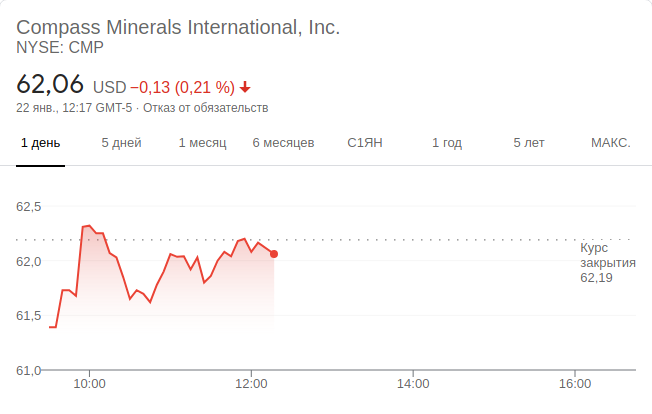 Compass Minerals International, Inc.
NYSE: CMP
62,06 USD −0,13 (0,21 %)
22 янв., 12:17 GMT-5 · Отказ от обязательств
1 день 5 дней 1 месяц 6 месяцев С1ЯН 1 год 5 лет МАКС.
62,5
62,0
61,5
61,0
Курс
закрытия
62,19
10:00 12:00 14:00 16:00